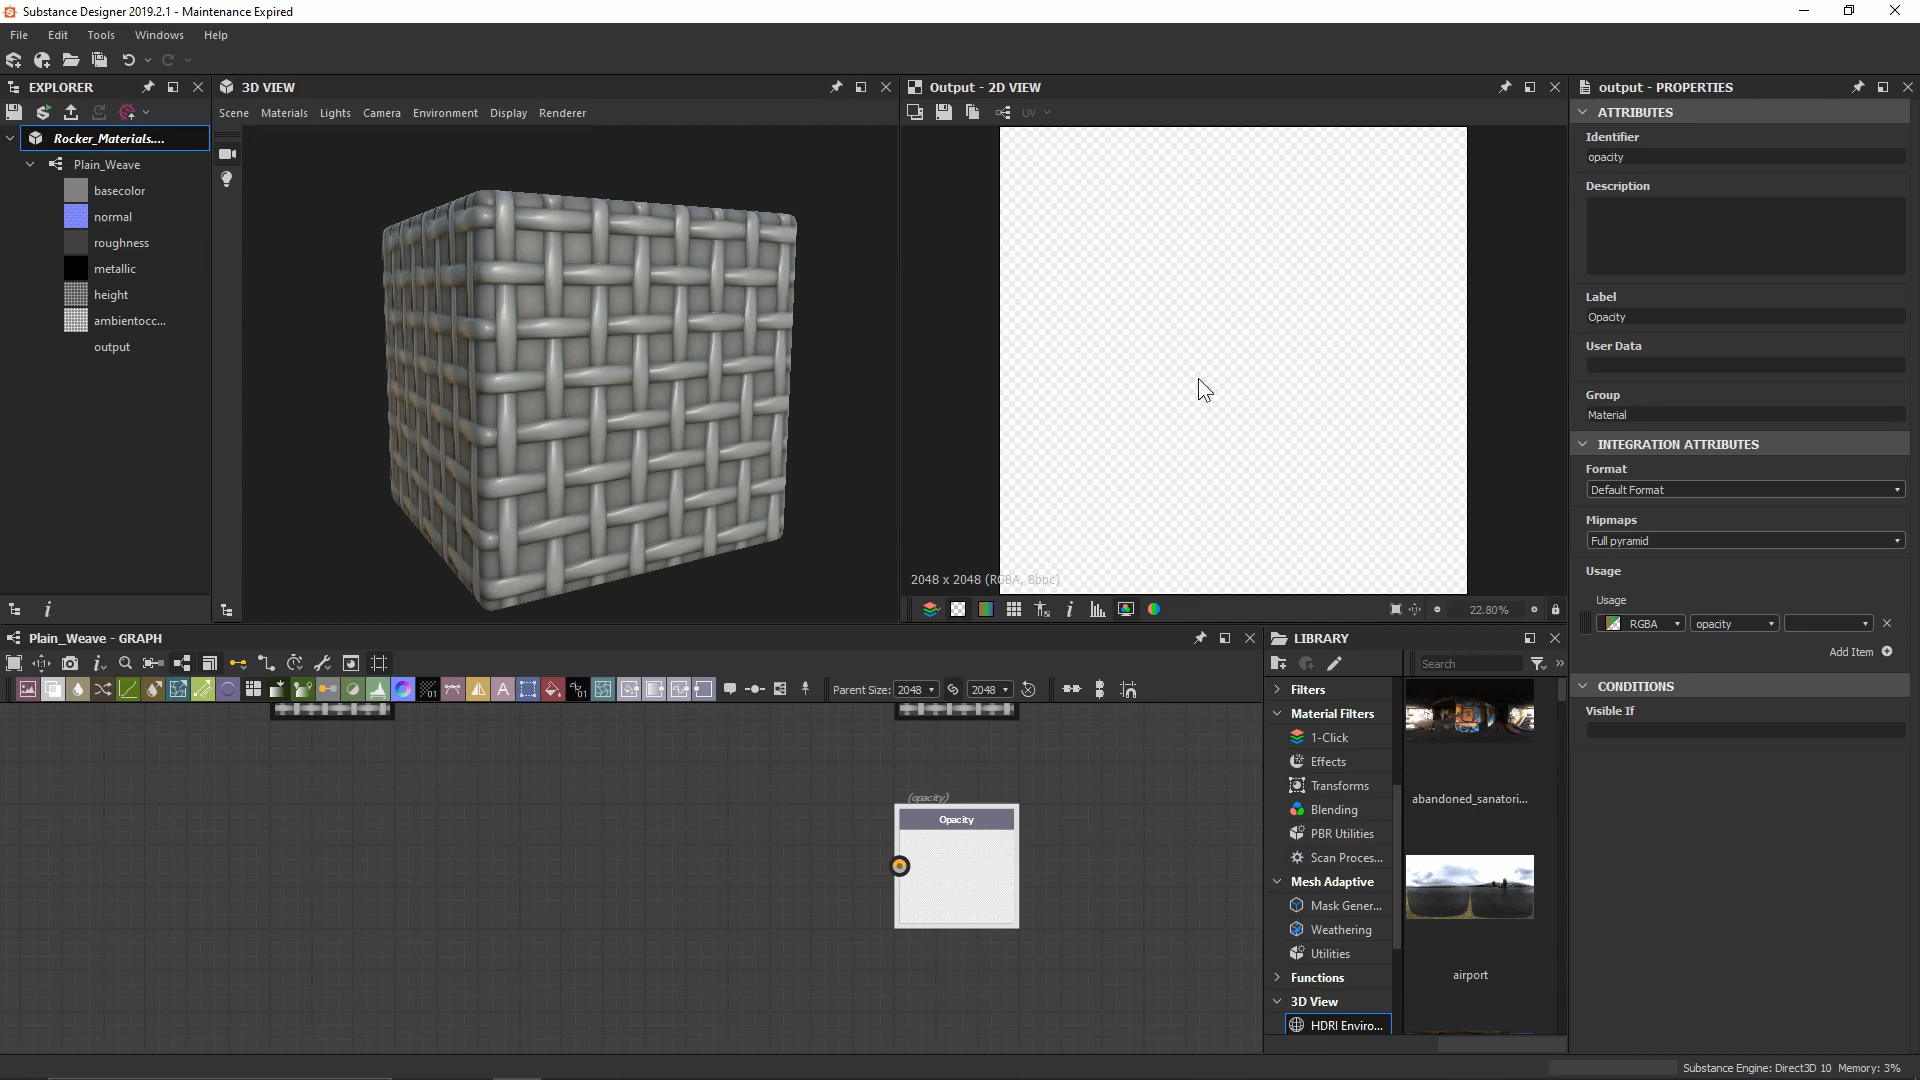 Substance Designer 2019.2.1 - Maintenance Expired
File Edit Tools Windows Help
EXPLORER
Rocker_Materials....
Plain_Weave
basecolor
normal
roughness
metallic
height
ambientocc...
output
3D VIEW
Scene Materials Lights Camera Environment Display Renderer
Output - 2D VIEW
UV
2048 x 2048 (RGBA, 8bpc)
22.80%
output - PROPERTIES
ATTRIBUTES
Identifier
opacity
Description
Label
Opacity
User Data
Group
Material
INTEGRATION ATTRIBUTES
Format
Default Format
Mipmaps
Full pyramid
Usage
Usage
RGBA opacity
Add Item
CONDITIONS
Visible If
Plain_Weave - GRAPH
Parent Size: 2048 2048
(opacity)
Opacity
LIBRARY
Search
Filters
Material Filters
1-Click
Effects
Transforms
Blending
PBR Utilities
Scan Proces...
Mesh Adaptive
Mask Gener...
Weathering
Utilities
Functions
3D View
HDRI Enviro...
abandoned_sanatori...
airport
Substance Engine: Direct3D 10 Memory: 3%